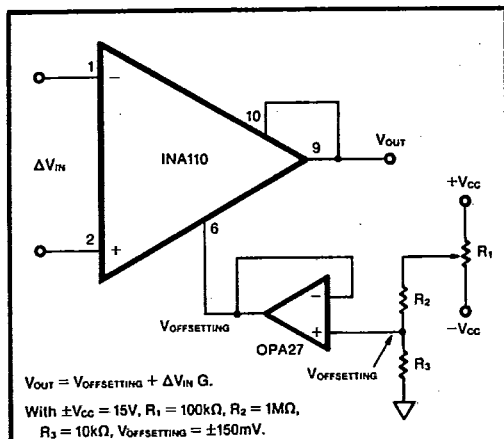 1
−
10
INA110
9
VOUT
ΔVIN
+VCC
6
R1
2
+
−
R2
VOFFSETTING
+
−VCC
OPA27
VOFFSETTING
R3
VOUT = VOFFSETTING + ΔVIN G.
With ±VCC = 15V, R1 = 100kΩ, R2 = 1MΩ,
R3 = 10kΩ, VOFFSETTING = ±150mV.